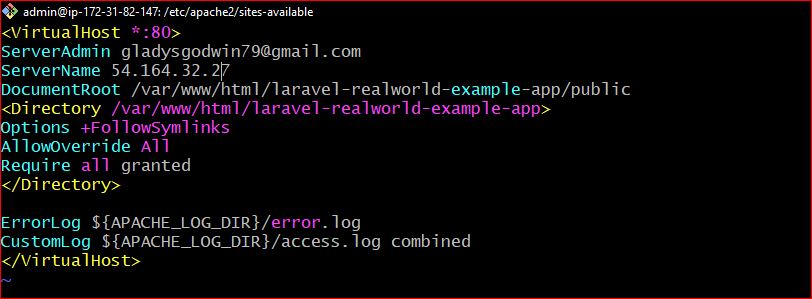 admin@ip-172-31-82-147: /etc/apache2/sites-available
<VirtualHost *:80>
ServerAdmin gladysgodwin79@gmail.com
ServerName 54.164.32.27
DocumentRoot /var/www/html/laravel-realworld-example-app/public
<Directory /var/www/html/laravel-realworld-example-app>
Options +FollowSymlinks
AllowOverride All
Require all granted
</Directory>
ErrorLog ${APACHE_LOG_DIR}/error.log
CustomLog ${APACHE_LOG_DIR}/access.log combined
</VirtualHost>
~